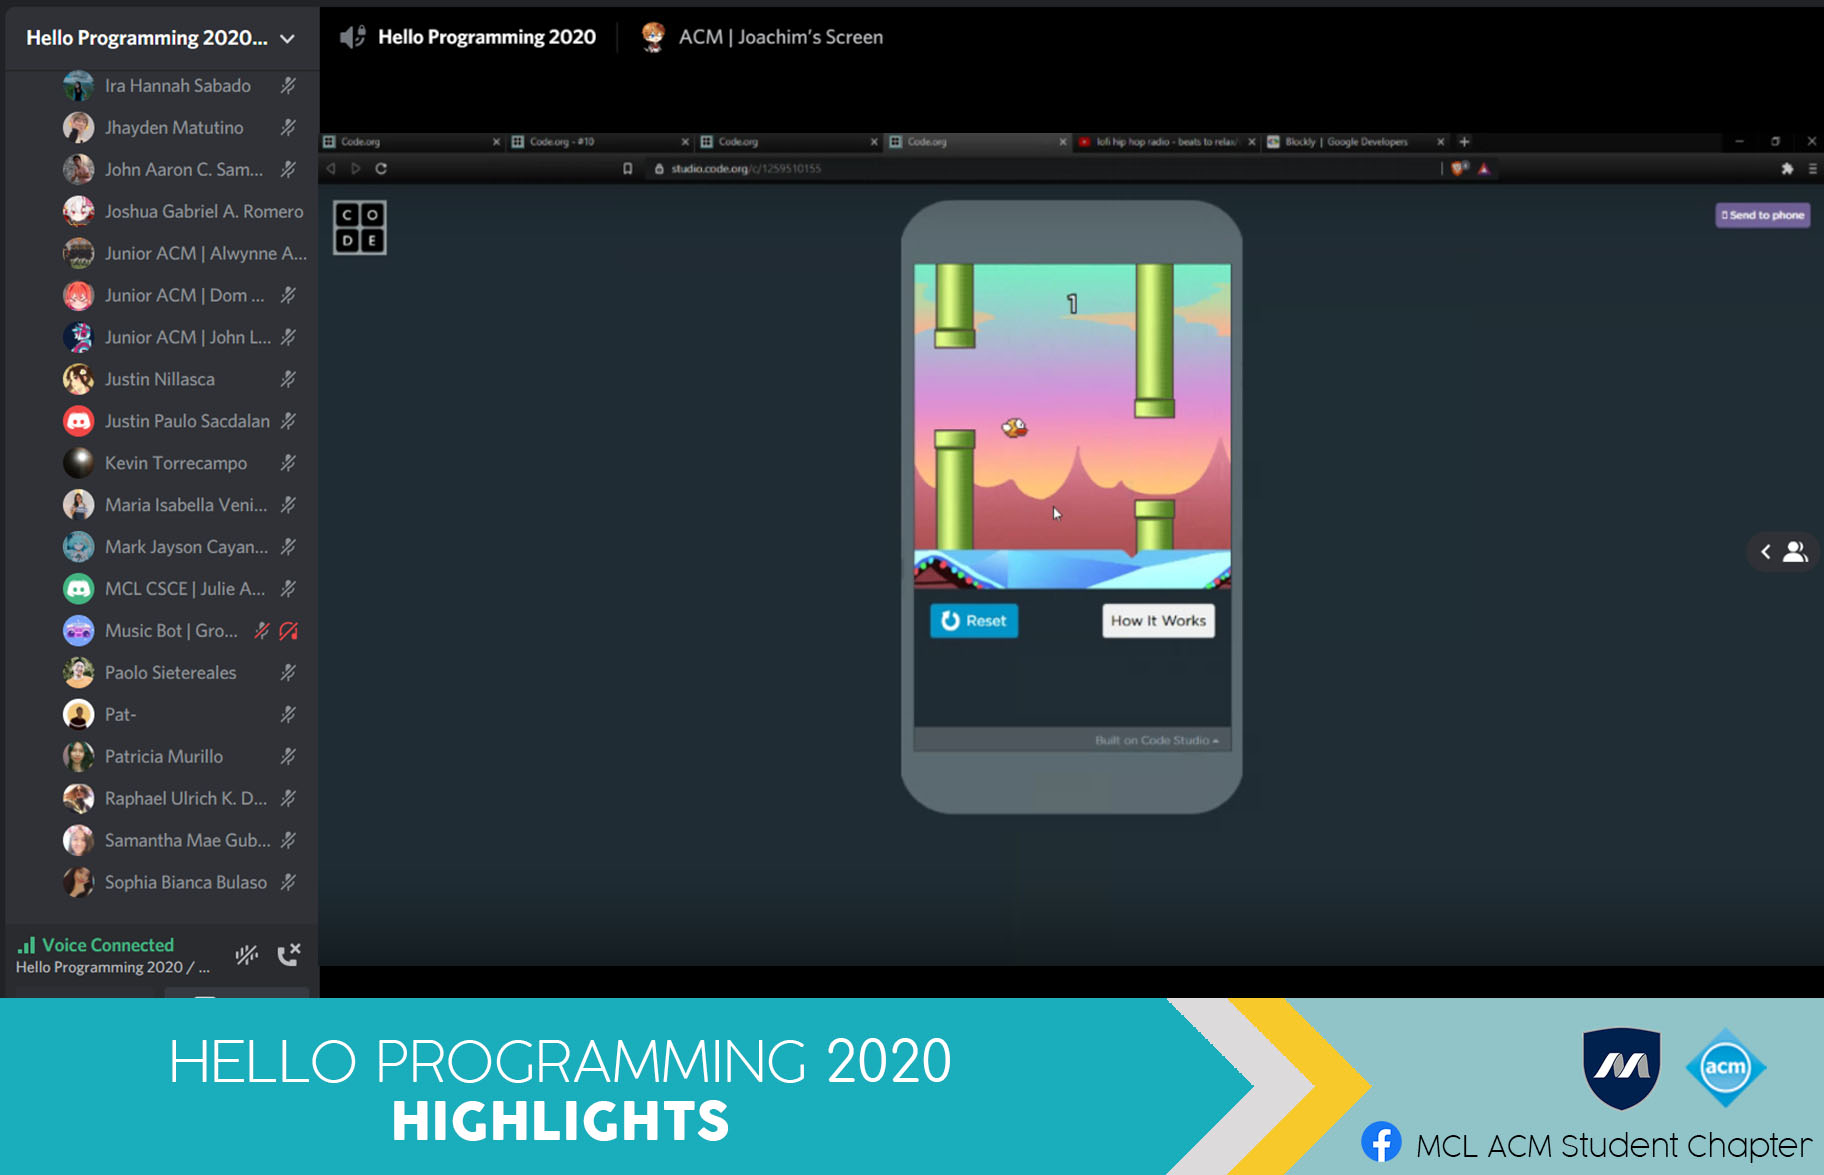 Hello Programming 2020...
Ira Hannah Sabado
Jhayden Matutino
John Aaron C. Sam...
Joshua Gabriel A. Romero
Junior ACM | Alwynne A...
Junior ACM | Dom ...
Junior ACM | John L...
Justin Nillasca
Justin Paulo Sacdalan
Kevin Torrecampo
Maria Isabella Veni...
Mark Jayson Cayan...
MCL CSCE | Julie A...
Music Bot | Gro...
Paolo Sietereales
Pat-
Patricia Murillo
Raphael Ulrich K. D...
Samantha Mae Gub...
Sophia Bianca Bulaso
Voice Connected
Hello Programming 2020 / ...
Hello Programming 2020
ACM | Joachim's Screen
Code.org
Code.org - #10
Code.org
Code.org
lofi hip hop radio - beats to relax/
Blockly | Google Developers
studio.code.org/c/1259510155
C O
D E
Send to phone
1
Reset
How It Works
Built on Code Studio
HELLO PROGRAMMING 2020
HIGHLIGHTS
acm
MCL ACM Student Chapter